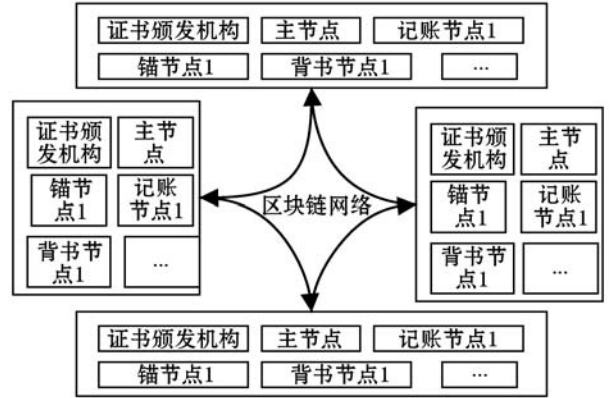 证书颁发机构 主节点 记账节点1
锚节点1 背书节点1 ...
证书颁
发机构
主节
点
锚节
点1
记账
节点1
背书节
点1
...
区块链网络
证书颁
发机构
主节
点
锚节
点1
记账
节点1
背书节
点1
...
证书颁发机构 主节点 记账节点1
锚节点1 背书节点1 ...